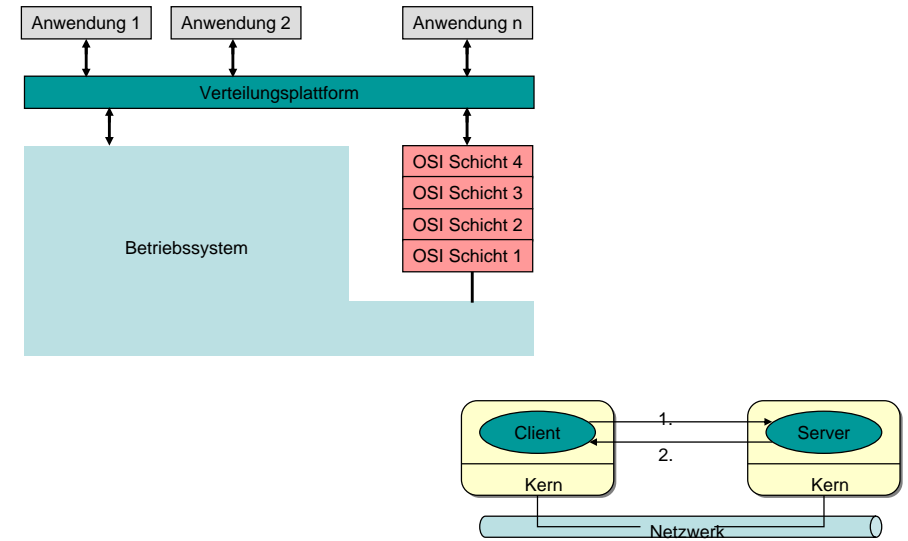 Anwendung 1 Anwendung 2 Anwendung n
Verteilungsplattform
OSI Schicht 4
OSI Schicht 3
OSI Schicht 2
Betriebssystem
OSI Schicht 1
1.
Client
Server
2.
Kern
Kern
Netzwerk